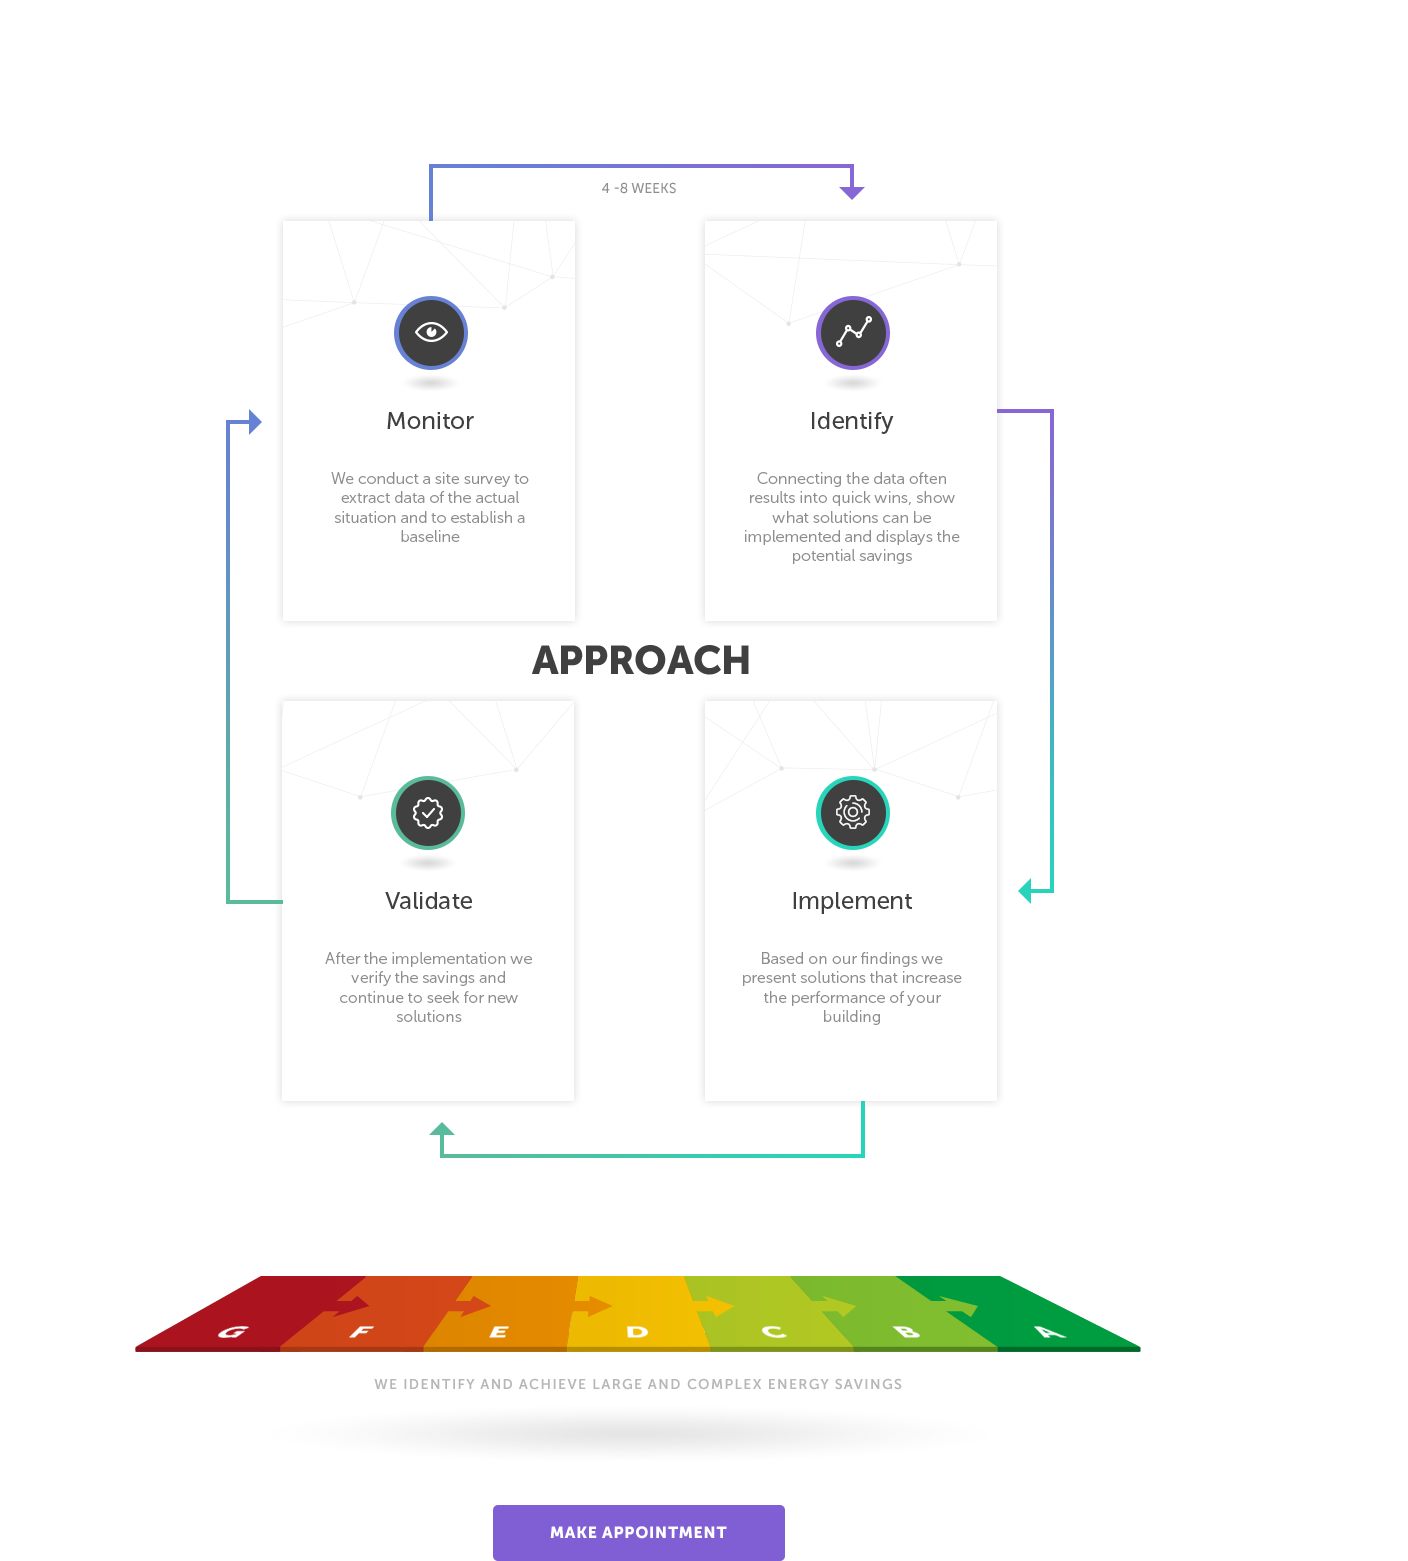 4 -8 WEEKS
Monitor
We conduct a site survey to
extract data of the actual
situation and to establish a
baseline
Identify
Connecting the data often
results into quick wins, show
what solutions can be
implemented and displays the
potential savings
APPROACH
Validate
After the implementation we
verify the savings and
continue to seek for new
solutions
Implement
Based on our findings we
present solutions that increase
the performance of your
building
G F E D C B A
WE IDENTIFY AND ACHIEVE LARGE AND COMPLEX ENERGY SAVINGS
MAKE APPOINTMENT